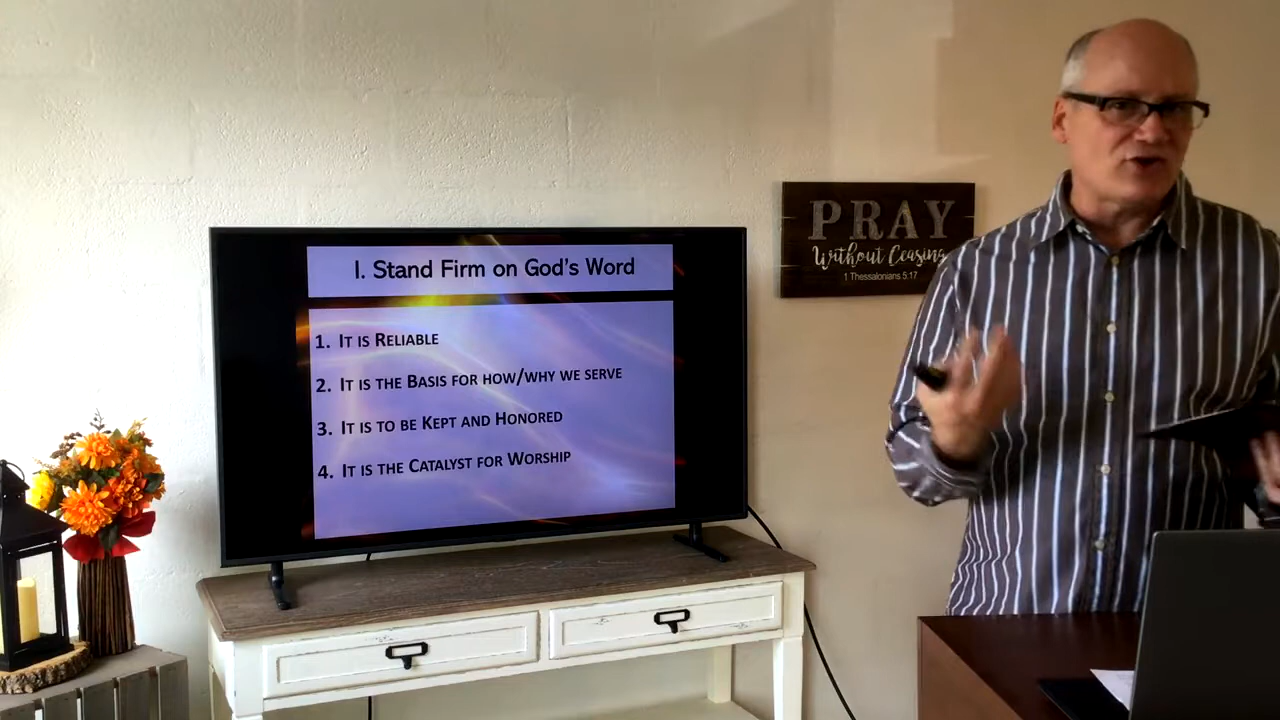 I. Stand Firm on God's Word
1. It is Reliable
2. It is the Basis for how/why we serve
3. It is to be Kept and Honored
4. It is the Catalyst for Worship
PRAY
Without Ceasing
1 Thessalonians 5:17